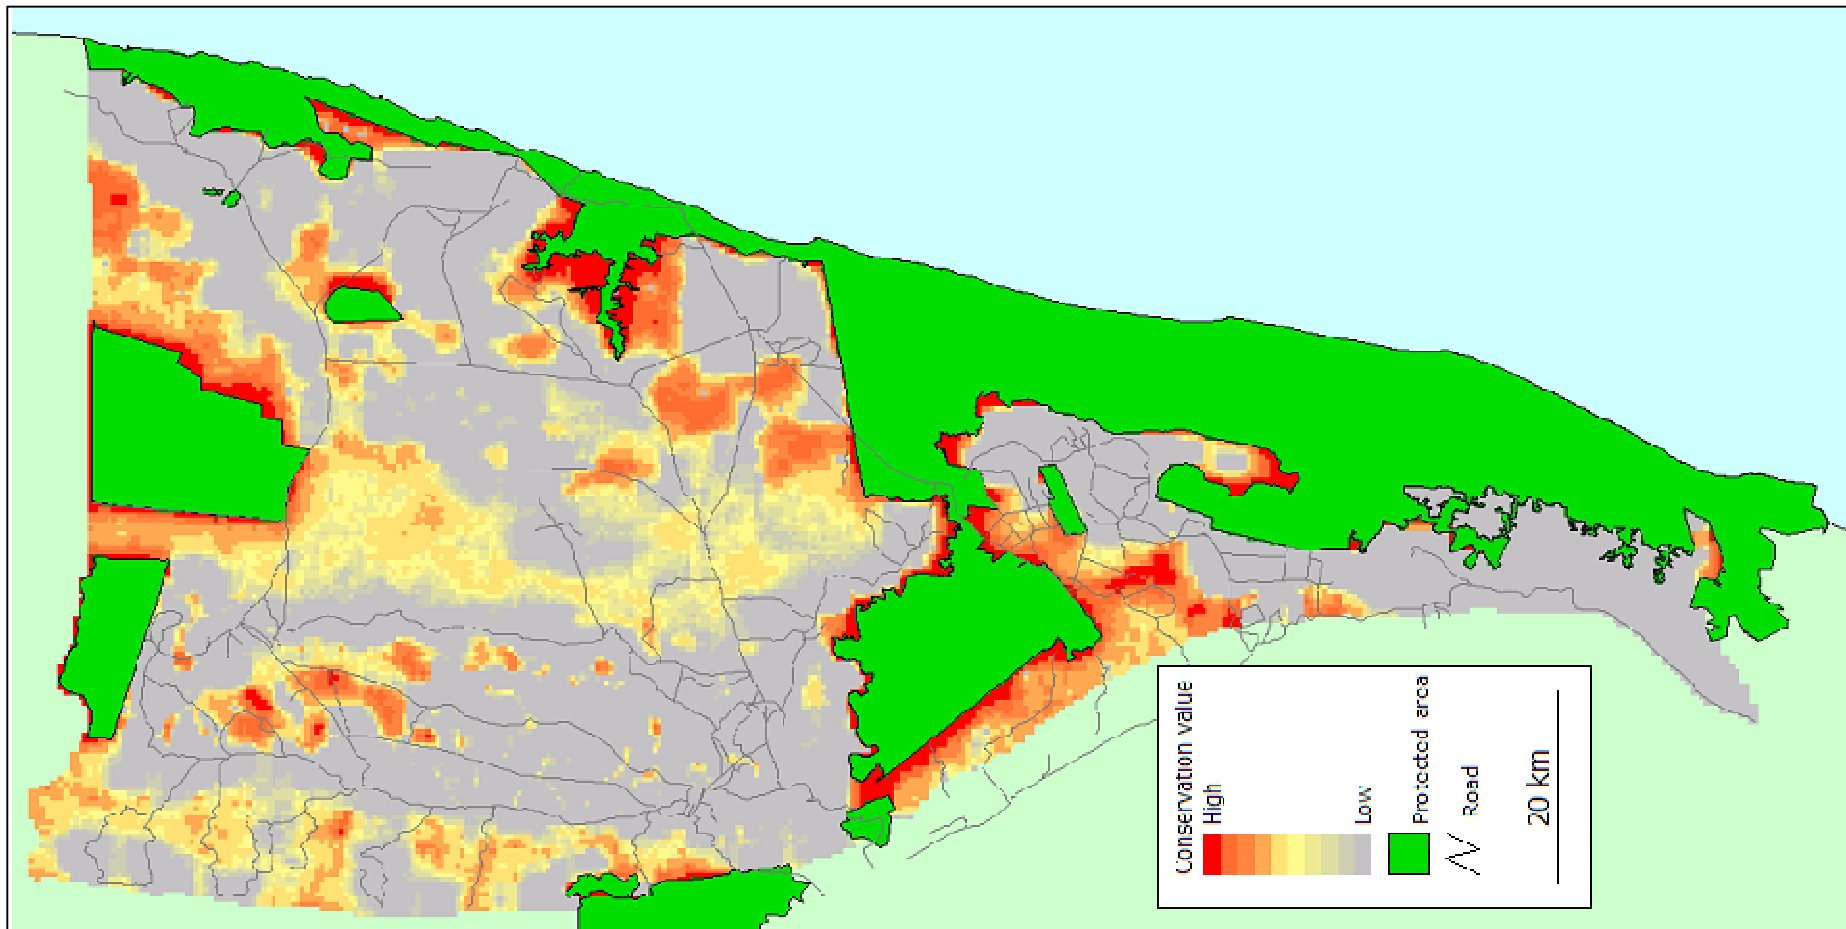 Conservation value
High
Low
Protected area
Road
20 km